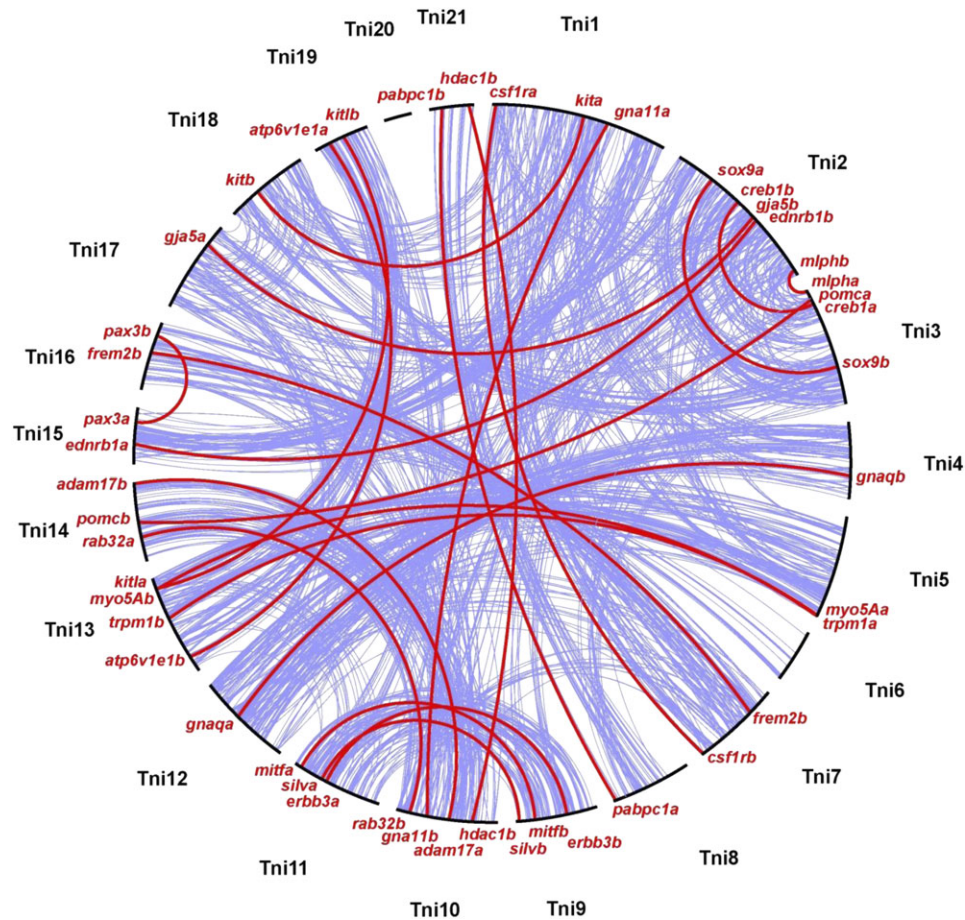 Tni21
Tni1
Tni20
Tni19
hdac1b
csf1ra
pabpc1b
kita
gna11a
kitlb
atp6v1e1a
Tni18
Tni2
sox9a
creb1b
gja5b
ednrb1b
kitb
gja5a
Tni17
mlphb
mlpha
pomca
creb1a
Tni3
pax3b
frem2b
Tni16
sox9b
pax3a
Tni15
ednrb1a
Tni4
gnaqb
adam17b
pomcb
Tni14
rab32a
kitla
myo5Ab
trpm1b
Tni13
atp6v1e1b
Tni5
myo5Aa
trpm1a
Tni6
gnaqa
frem2b
Tni12
csf1rb
Tni7
mitfa
silva
erbb3a
pabpc1a
rab32b
gna11b
adam17a
hdac1b
silvb
mitfb
erbb3b
Tni8
Tni11
Tni10
Tni9